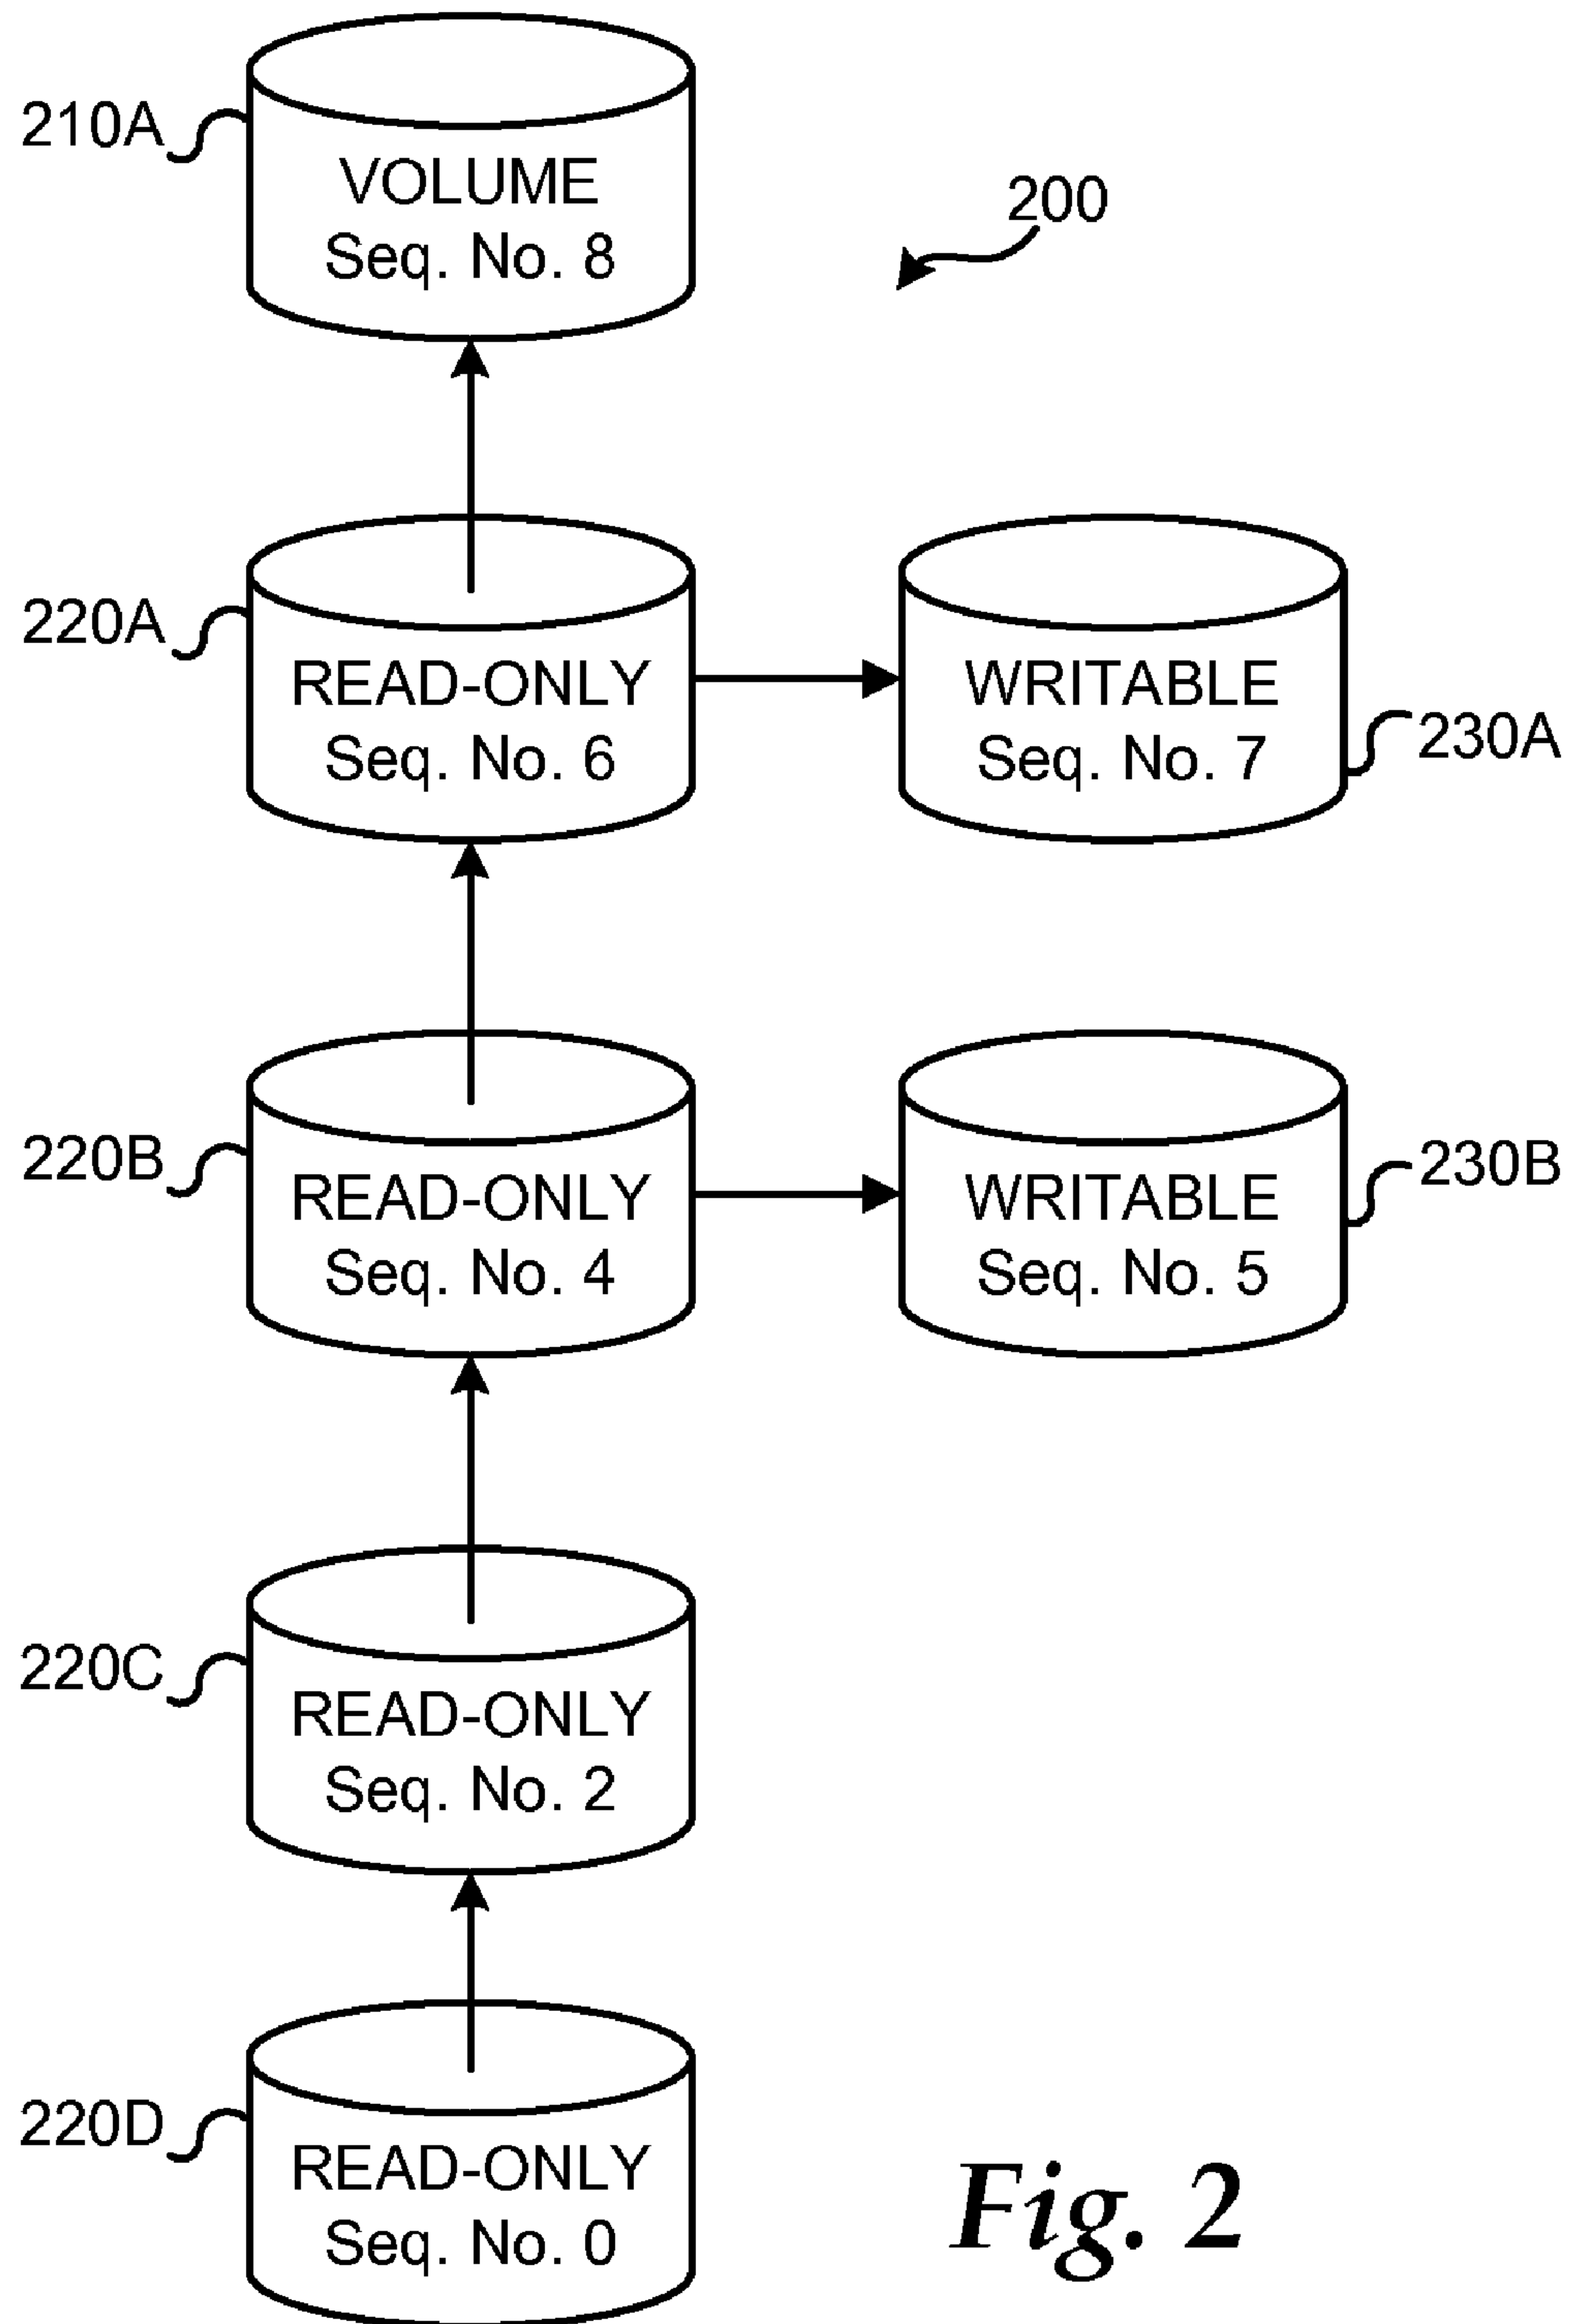 210A
VOLUME
Seq. No. 8
200
220A
READ-ONLY
Seq. No. 6
WRITABLE
Seq. No. 7
230A
220B
READ-ONLY
Seq. No. 4
WRITABLE
Seq. No. 5
230B
220C
READ-ONLY
Seq. No. 2
220D
READ-ONLY
Seq. No. 0
Fig. 2